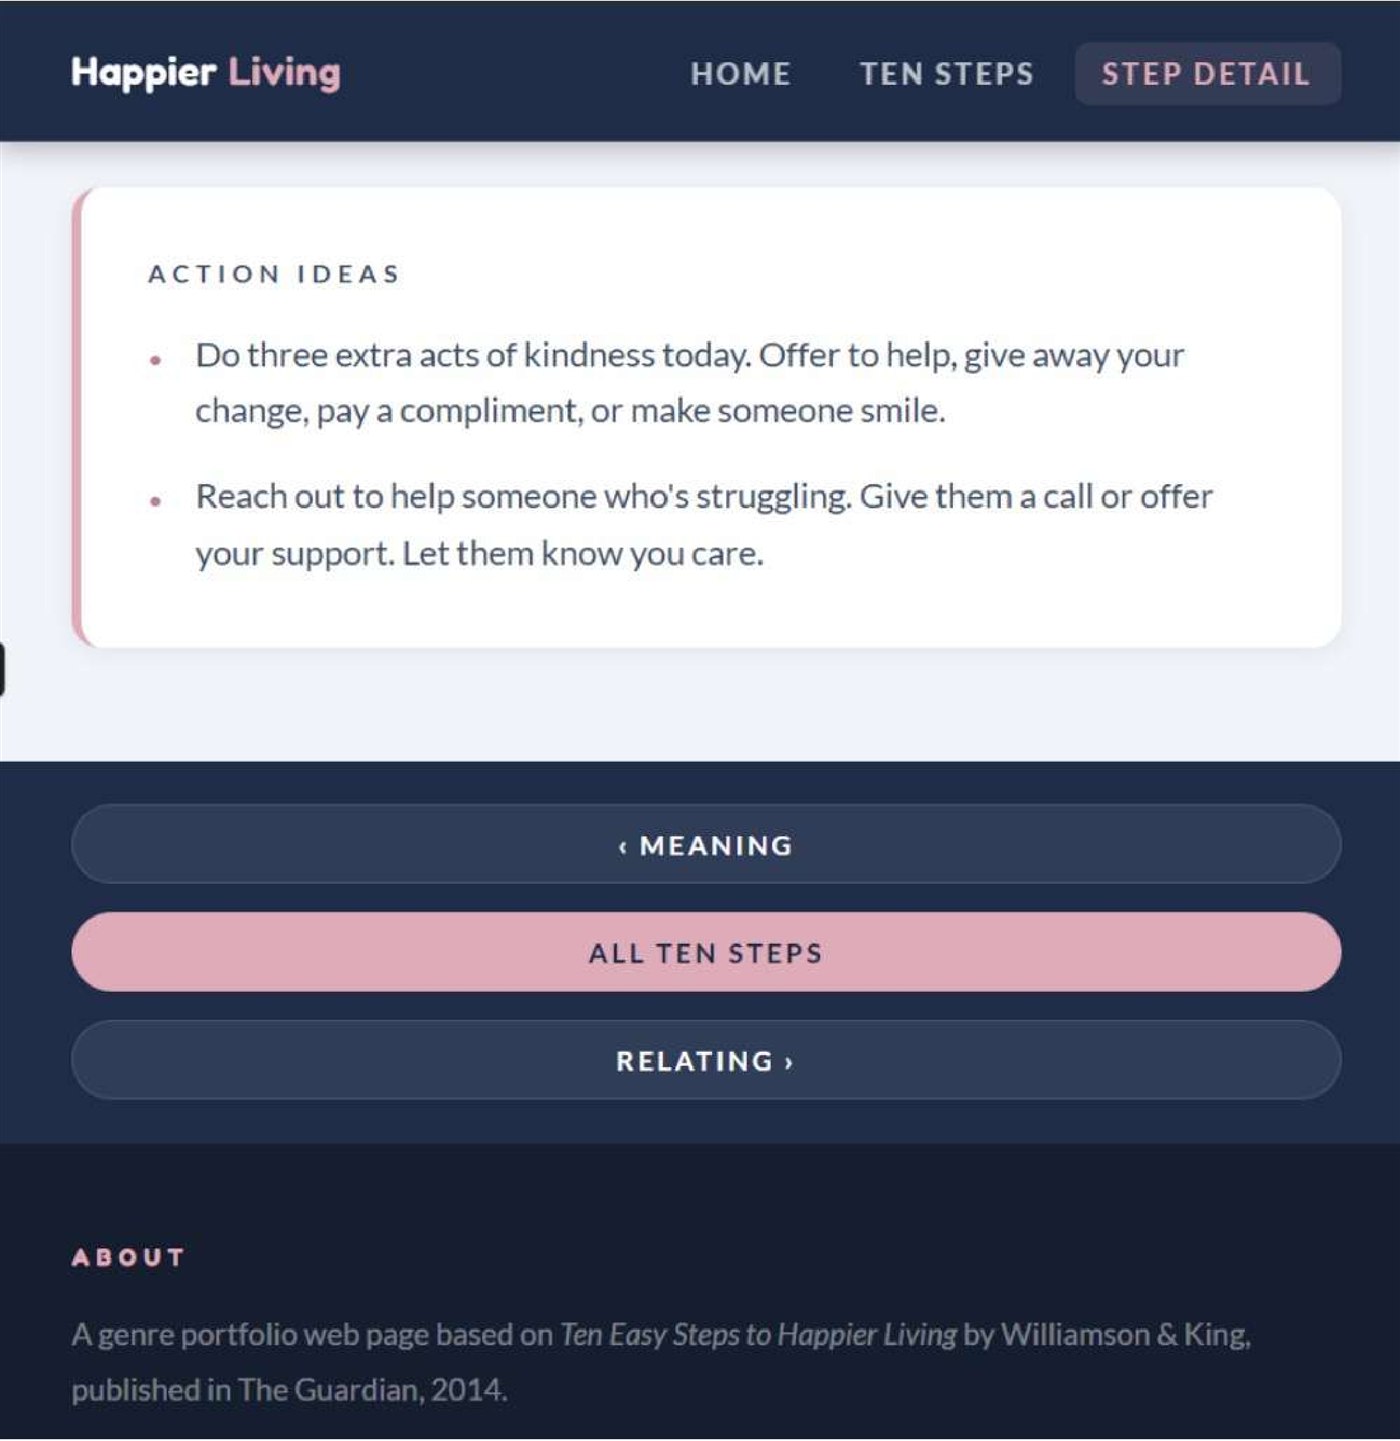 Happier Living
HOME
TEN STEPS
STEP DETAIL
ACTION IDEAS
• Do three extra acts of kindness today. Offer to help, give away your
change, pay a compliment, or make someone smile.
• Reach out to help someone who's struggling. Give them a call or offer
your support. Let them know you care.
‹ MEANING
ALL TEN STEPS
RELATING ›
ABOUT
A genre portfolio web page based on Ten Easy Steps to Happier Living by Williamson & King,
published in The Guardian, 2014.